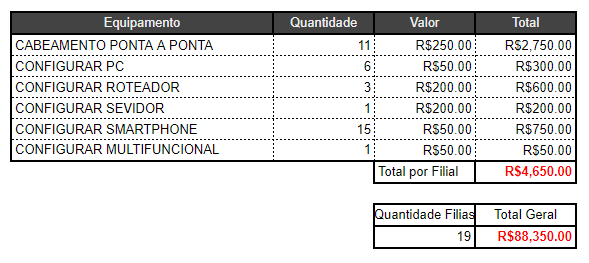 Equipamento Quantidade Valor Total
CABEAMENTO PONTA A PONTA 11 R$250.00 R$2,750.00
CONFIGURAR PC 6 R$50.00 R$300.00
CONFIGURAR ROTEADOR 3 R$200.00 R$600.00
CONFIGURAR SEVIDOR 1 R$200.00 R$200.00
CONFIGURAR SMARTPHONE 15 R$50.00 R$750.00
CONFIGURAR MULTIFUNCIONAL 1 R$50.00 R$50.00
Total por Filial R$4,650.00
Quantidade Filias Total Geral
19 R$88,350.00